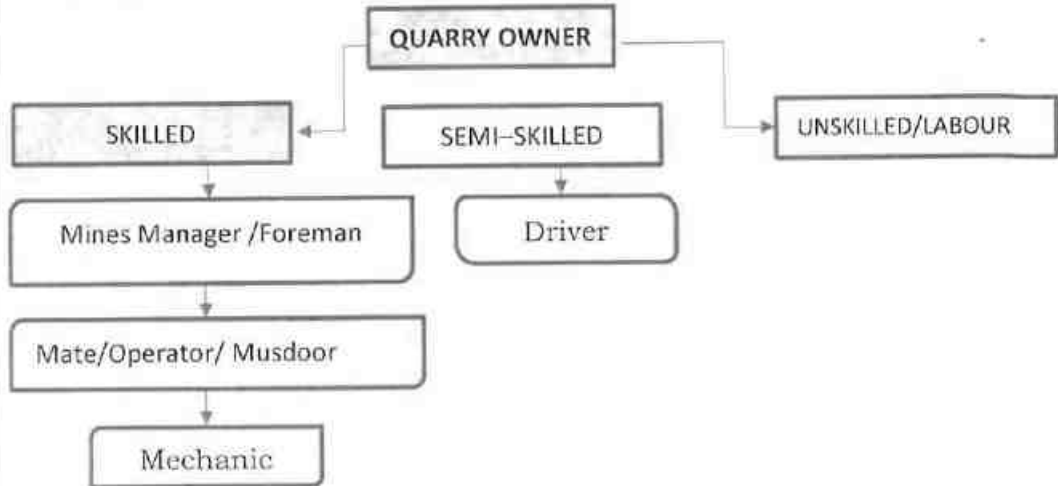 QUARRY OWNER
SKILLED
SEMI–SKILLED
UNSKILLED/LABOUR
Mines Manager /Foreman
Driver
Mate/Operator/ Musdoor
Mechanic